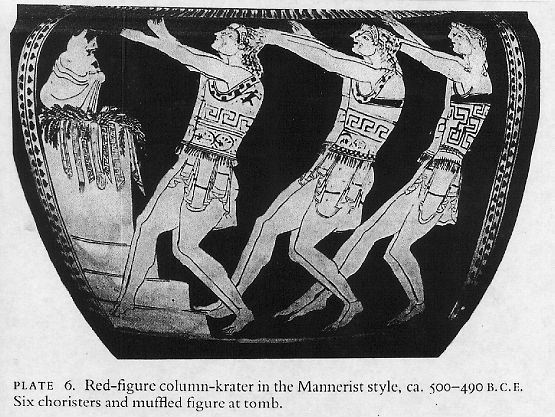 PLATE 6. Red-figure column-krater in the Mannerist style, ca. 500–490 B.C.E.
Six choristers and muffled figure at tomb.